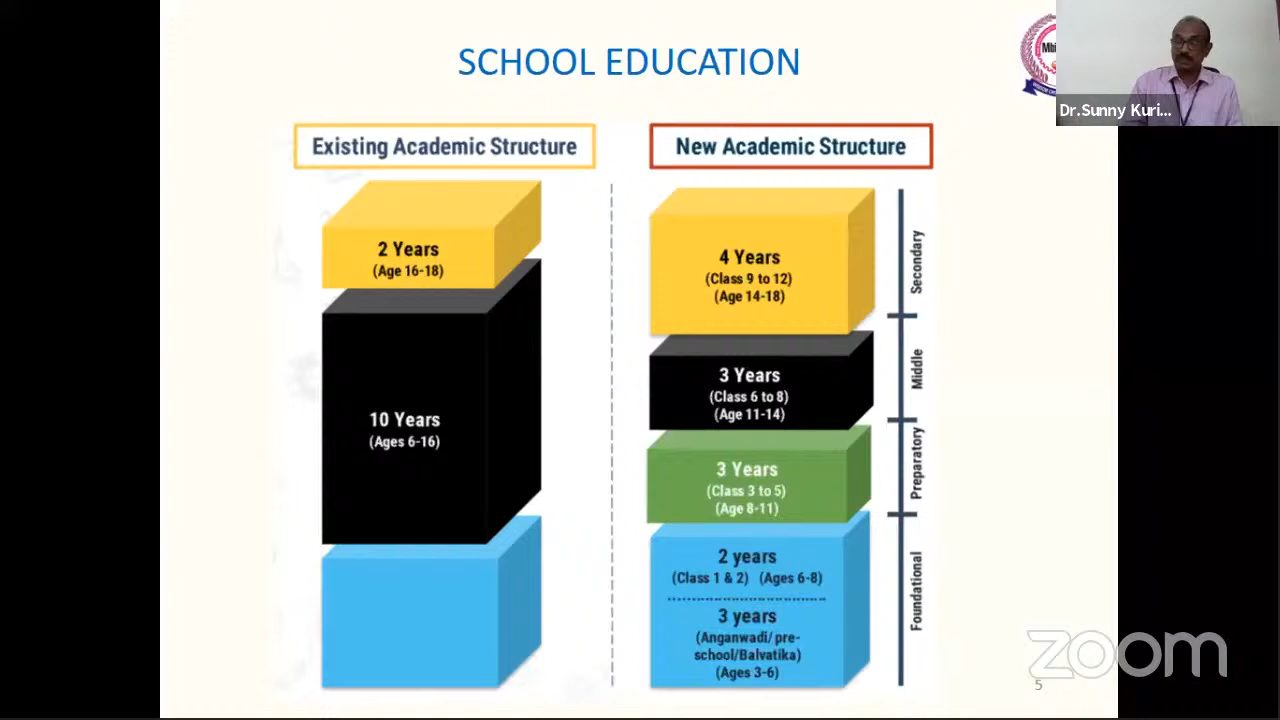 SCHOOL EDUCATION
Dr.Sunny Kuri...
Existing Academic Structure
2 Years
(Age 16-18)
10 Years
(Ages 6-16)
New Academic Structure
4 Years
(Class 9 to 12)
(Age 14-18)
Secondary
3 Years
(Class 6 to 8)
(Age 11-14)
Middle
3 Years
(Class 3 to 5)
(Age 8-11)
Preparatory
2 years
(Class 1 & 2) (Ages 6-8)
3 years
(Anganwadi/ pre-
school/Balvatika)
(Ages 3-6)
Foundational
zoom
5